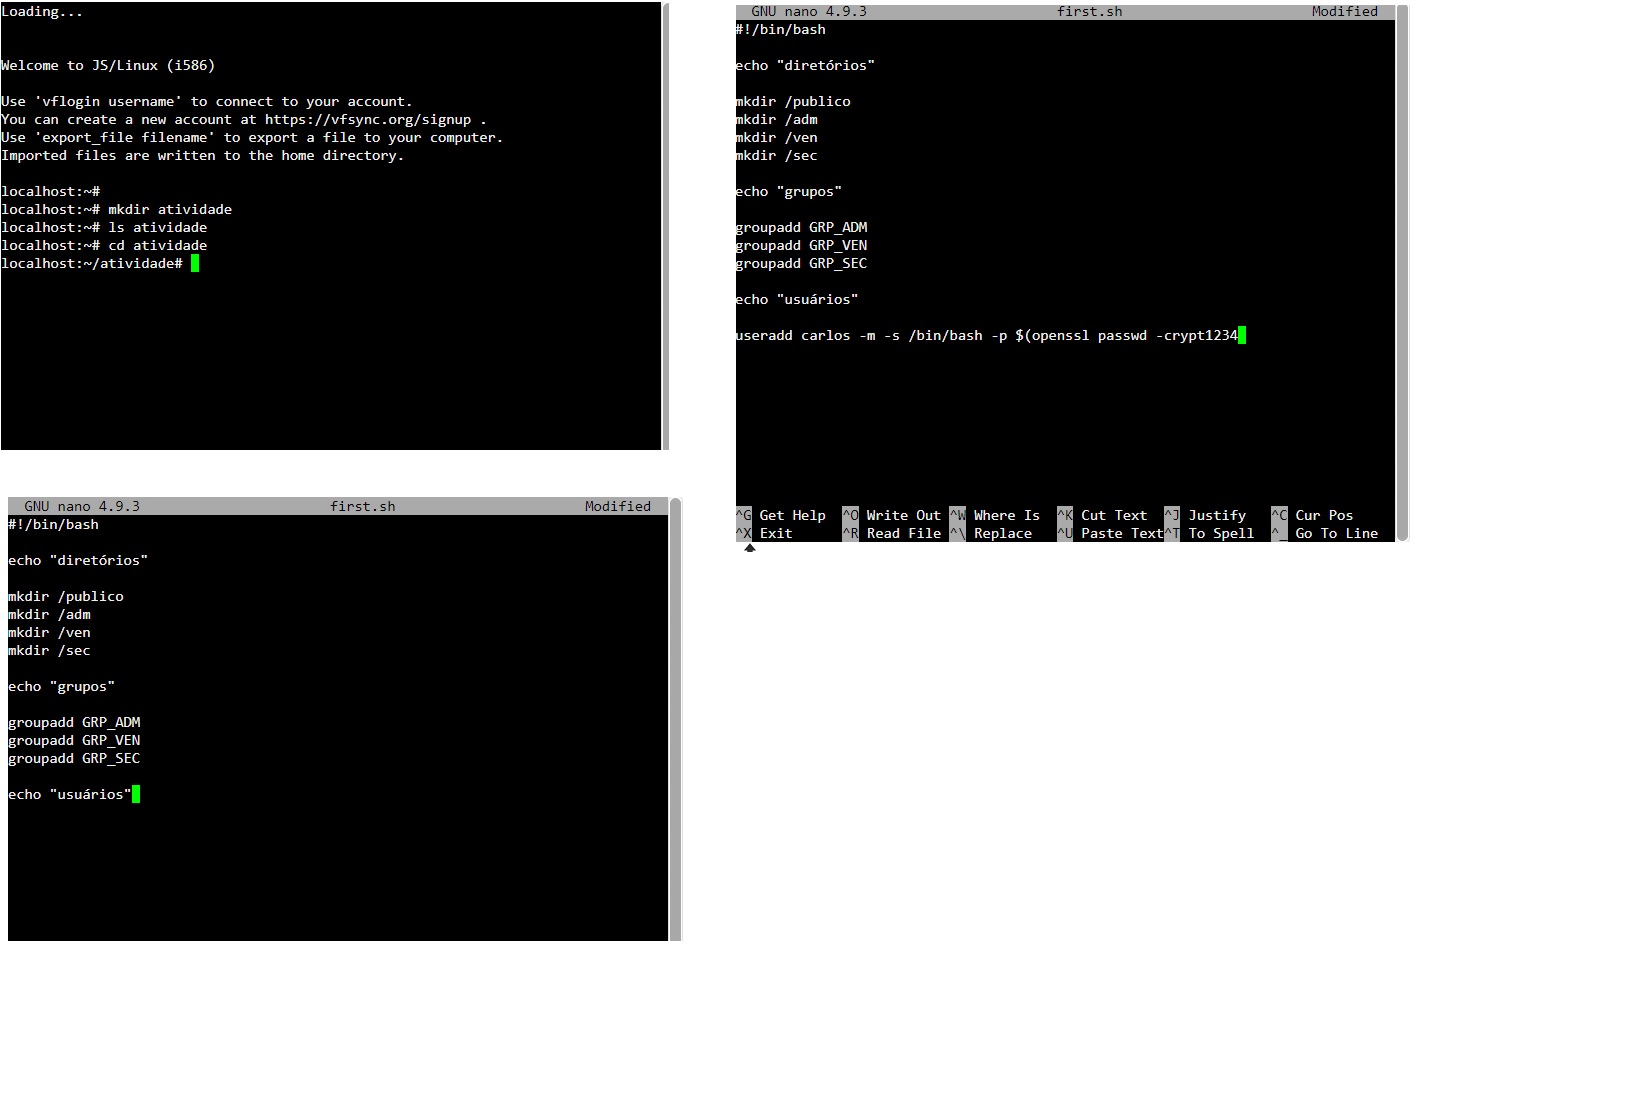 Loading...
Welcome to JS/Linux (i586)
Use 'vflogin username' to connect to your account.
You can create a new account at https://vfsync.org/signup .
Use 'export_file filename' to export a file to your computer.
Imported files are written to the home directory.
localhost:~#
localhost:~# mkdir atividade
localhost:~# ls atividade
localhost:~# cd atividade
localhost:~/atividade#
GNU nano 4.9.3 first.sh Modified
#!/bin/bash
echo "diretórios"
mkdir /publico
mkdir /adm
mkdir /ven
mkdir /sec
echo "grupos"
groupadd GRP_ADM
groupadd GRP_VEN
groupadd GRP_SEC
echo "usuários"
GNU nano 4.9.3 first.sh Modified
#!/bin/bash
echo "diretórios"
mkdir /publico
mkdir /adm
mkdir /ven
mkdir /sec
echo "grupos"
groupadd GRP_ADM
groupadd GRP_VEN
groupadd GRP_SEC
echo "usuários"
useradd carlos -m -s /bin/bash -p $(openssl passwd -crypt1234
^G Get Help ^O Write Out ^W Where Is ^K Cut Text ^J Justify ^C Cur Pos
^X Exit ^R Read File ^\ Replace ^U Paste Text^T To Spell ^_ Go To Line